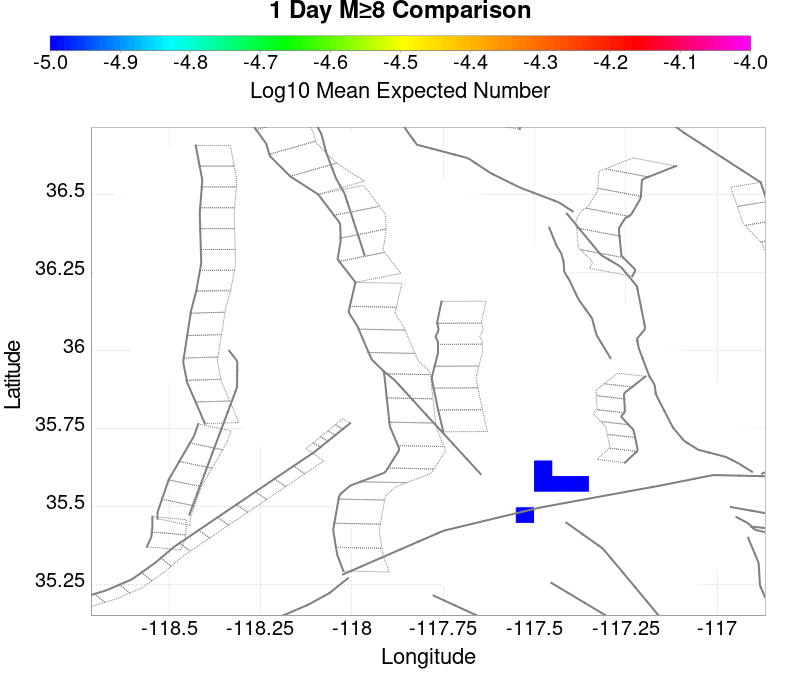 1 Day M≥8 Comparison
-5.0 -4.9 -4.8 -4.7 -4.6 -4.5 -4.4 -4.3 -4.2 -4.1 -4.0
Log10 Mean Expected Number
36.5
36.25
36
35.75
35.5
35.25
Latitude
-118.5 -118.25 -118 -117.75 -117.5 -117.25 -117
Longitude